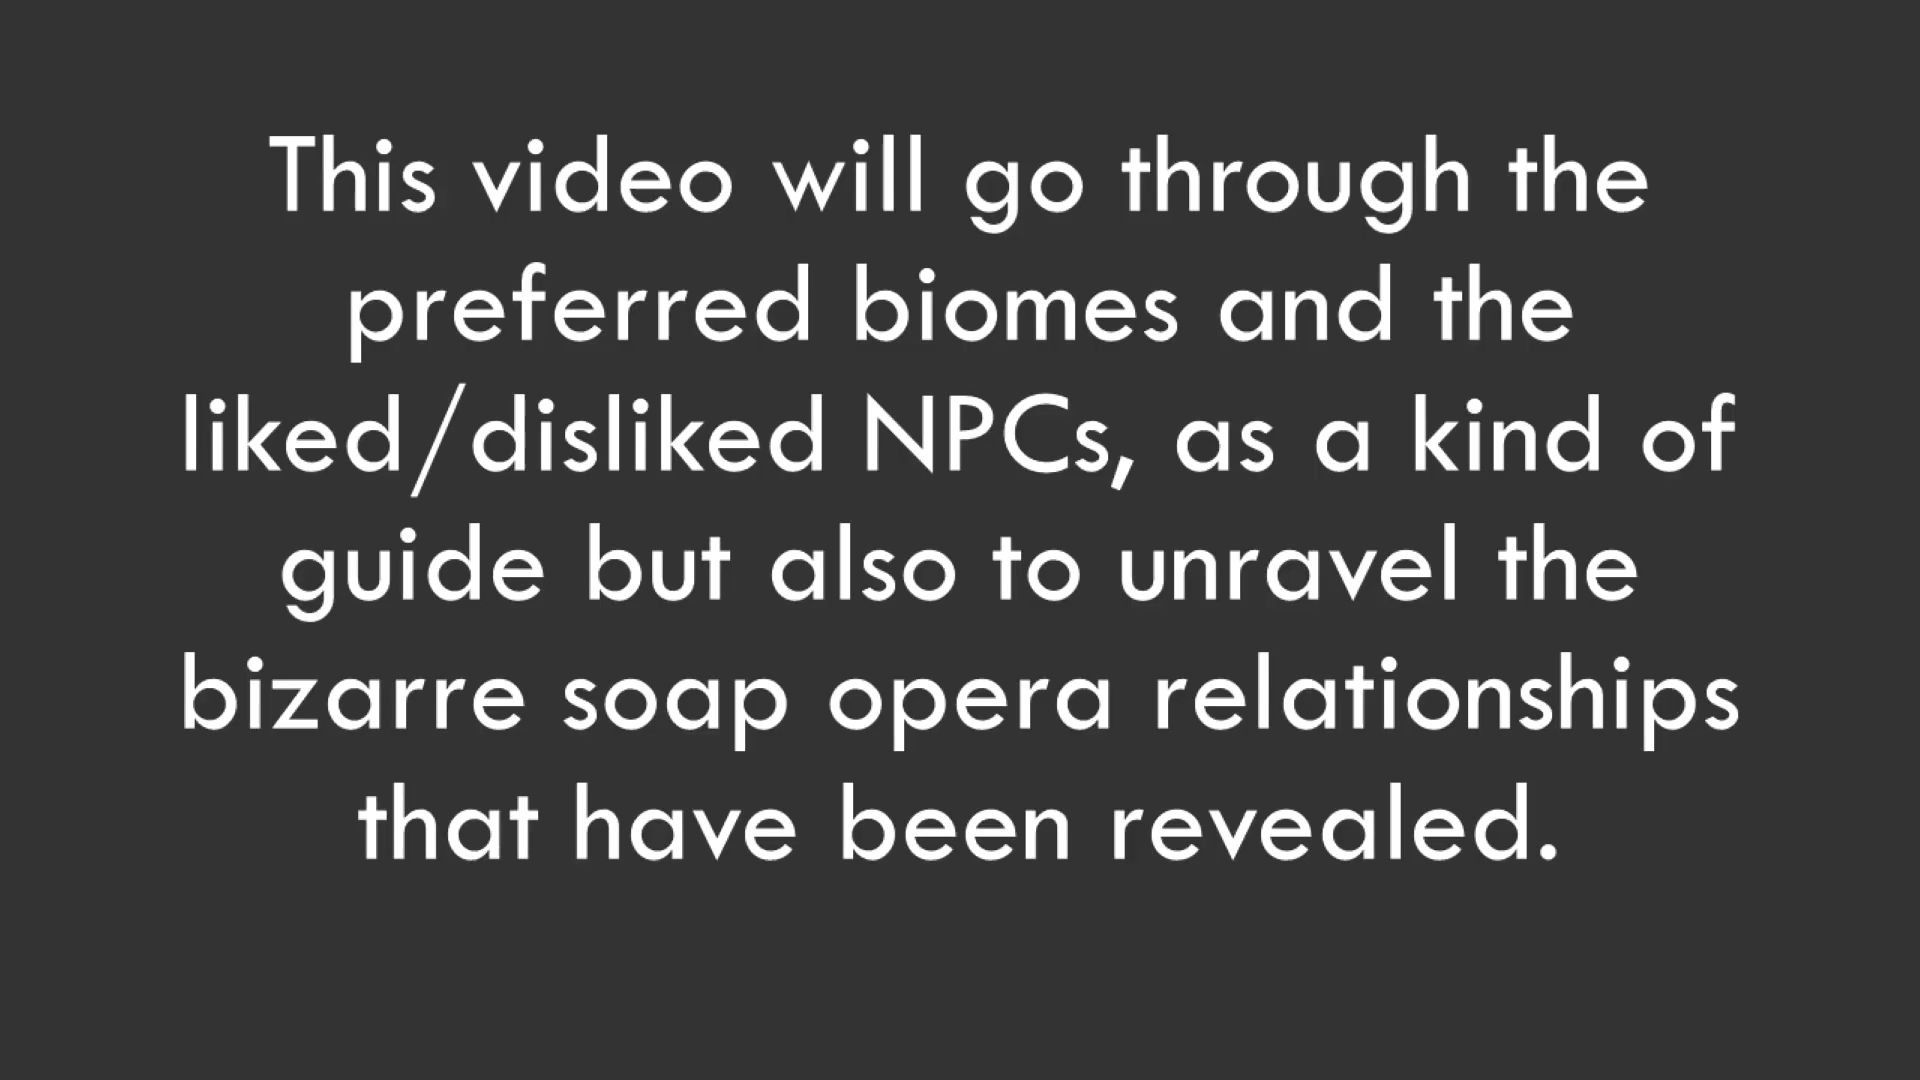 This video will go through the
preferred biomes and the
liked/disliked NPCs, as a kind of
guide but also to unravel the
bizarre soap opera relationships
that have been revealed.